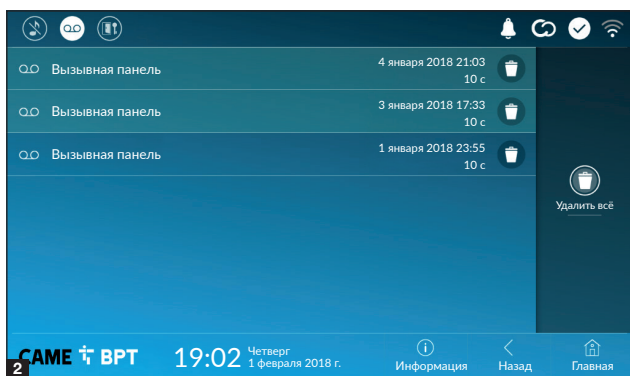 Вызывная панель
4 января 2018 21:03
10 с
Вызывная панель
3 января 2018 17:33
10 с
Вызывная панель
1 января 2018 23:55
10 с
Удалить всё
CAME BPT
19:02
Четверг
1 февраля 2018 г.
Информация
Назад
Главная
2